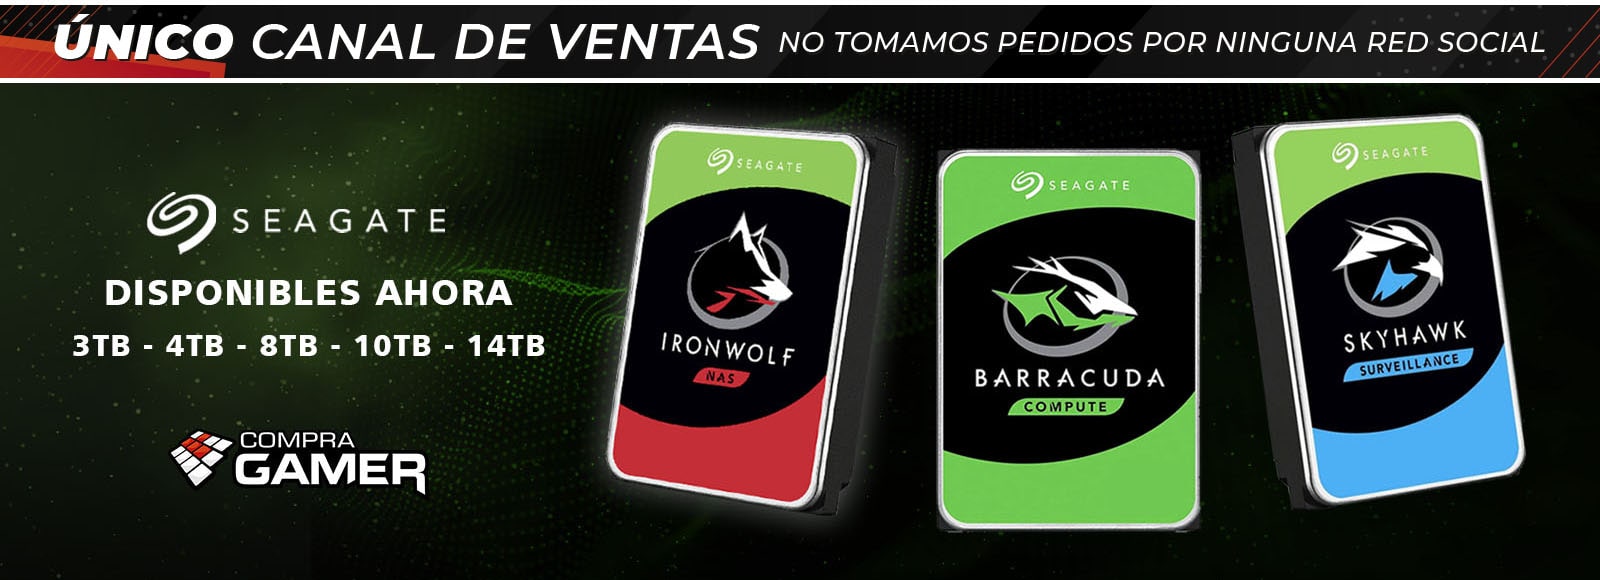 ÚNICO CANAL DE VENTAS NO TOMAMOS PEDIDOS POR NINGUNA RED SOCIAL
SEAGATE
DISPONIBLES AHORA
3TB - 4TB - 8TB - 10TB - 14TB
COMPRA
GAMER
SEAGATE
IRONWOLF
NAS
SEAGATE
BARRACUDA
COMPUTE
SEAGATE
SKYHAWK
SURVEILLANCE